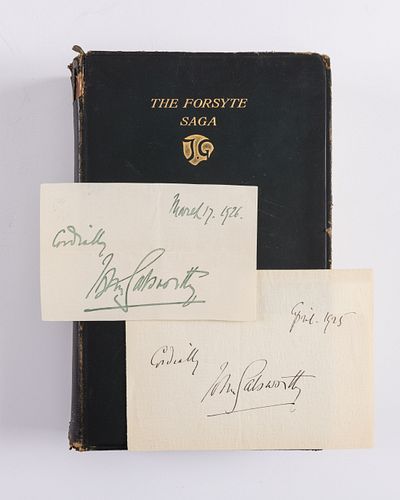 THE FORSYTE
SAGA
J.G
March 17. 1926.
Cordially
John Galsworthy
April. 1925
Cordially
John Galsworthy